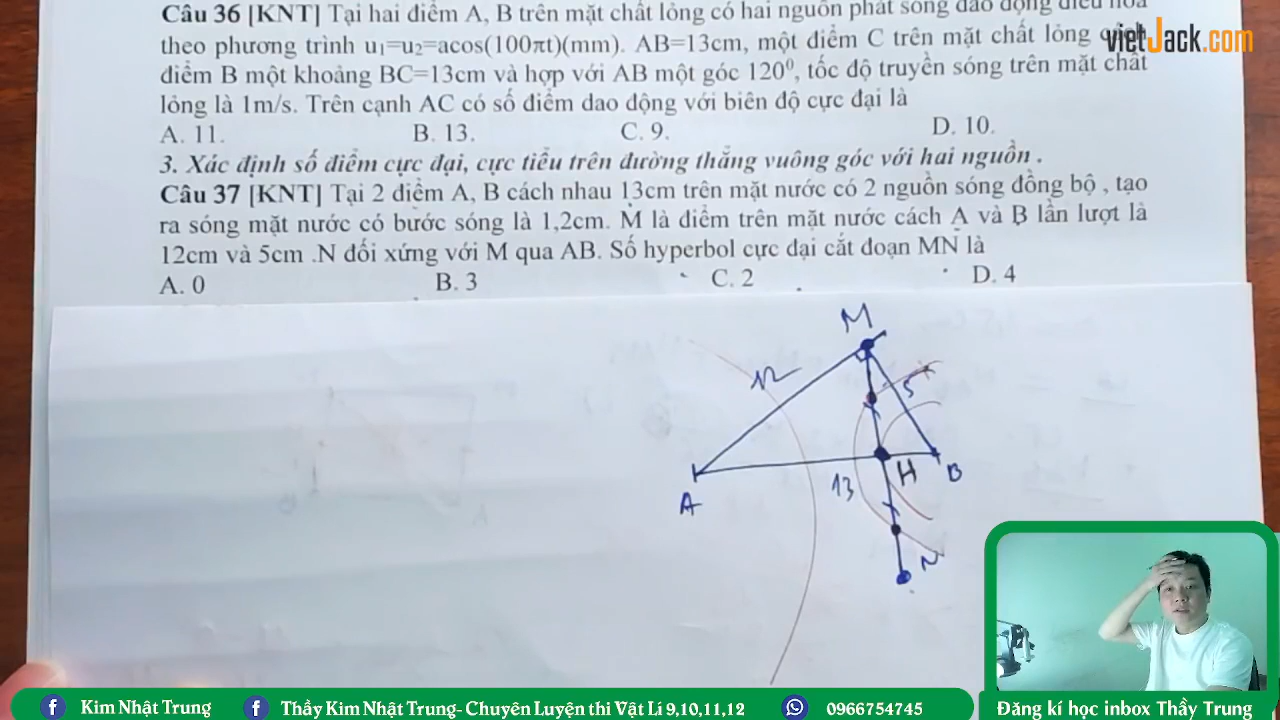 Câu 36 [KNT] Tại hai điểm A, B trên mặt chất lỏng có hai nguồn phát sóng dao động điều hòa
vietJack.com
theo phương trình u₁=u₂=acos(100πt)(mm). AB=13cm, một điểm C trên mặt chất lỏng
điểm B một khoảng BC=13cm và hợp với AB một góc 120⁰, tốc độ truyền sóng trên mặt chất
lỏng là 1m/s. Trên cạnh AC có số điểm dao động với biên độ cực đại là
A. 11. B. 13. C. 9. D. 10.
3. Xác định số điểm cực đại, cực tiểu trên đường thẳng vuông góc với hai nguồn .
Câu 37 [KNT] Tại 2 điểm A, B cách nhau 13cm trên mặt nước có 2 nguồn sóng đồng bộ , tạo
ra sóng mặt nước có bước sóng là 1,2cm. M là điểm trên mặt nước cách A và B lần lượt là
12cm và 5cm .N đối xứng với M qua AB. Số hyperbol cực đại cắt đoạn MN là
A. 0 B. 3 C. 2 D. 4
M
12 5
A 13 H B
N
Kim Nhật Trung Thầy Kim Nhật Trung- Chuyên Luyện thi Vật Lí 9,10,11,12 0966754745 Đăng kí học inbox Thầy Trung